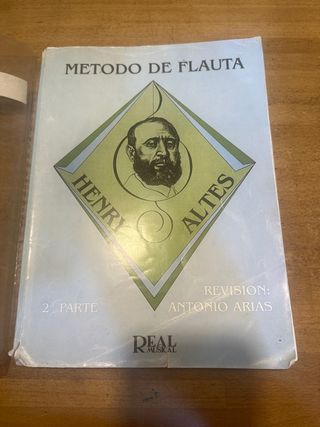 METODO DE FLAUTA
HENRY ALTES
REVISION:
2ª PARTE ANTONIO ARIAS
REAL
MUSICAL